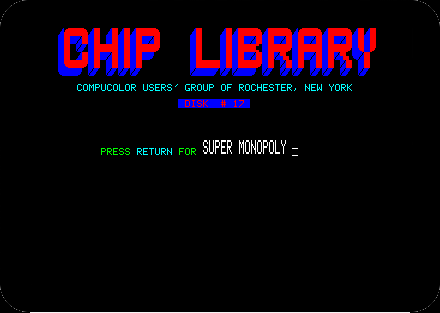 CHIP LIBRARY
COMPUCOLOR USERS' GROUP OF ROCHESTER, NEW YORK
DISK # 17
PRESS RETURN FOR SUPER MONOPOLY _